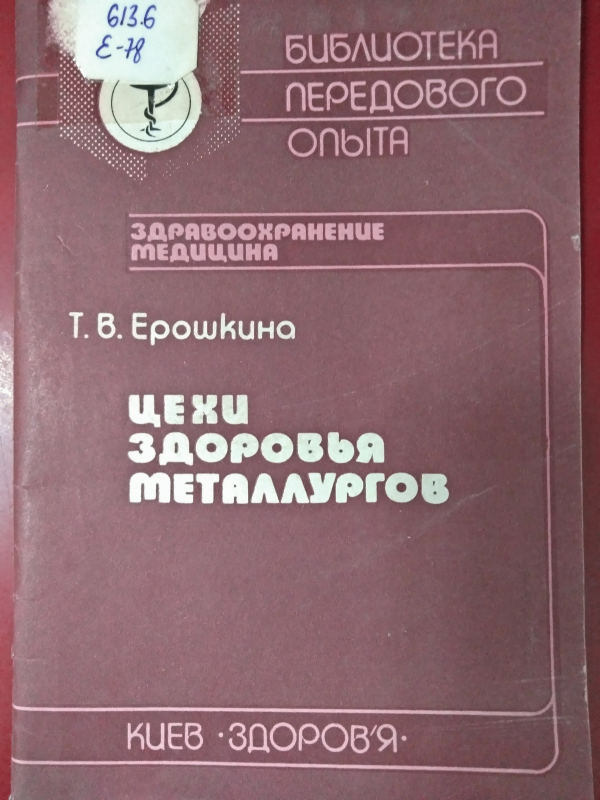 613.6
Е-78
БИБЛИОТЕКА
ПЕРЕДОВОГО
ОПЫТА
ЗДРАВООХРАНЕНИЕ
МЕДИЦИНА
Т. В. Ерошкина
ЦЕХИ
ЗДОРОВЬЯ
МЕТАЛЛУРГОВ
КИЕВ ·ЗДОРОВ'Я·